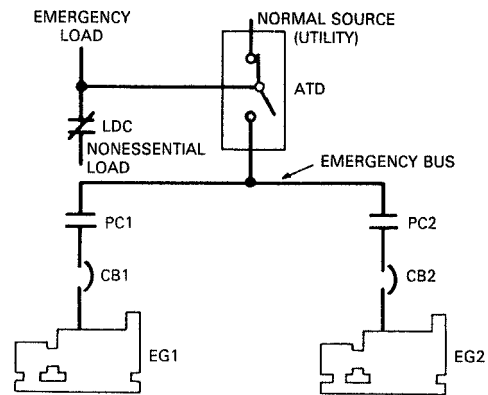 EMERGENCY
LOAD
NORMAL SOURCE
(UTILITY)
ATD
LDC
NONESSENTIAL
LOAD
EMERGENCY BUS
PC1
PC2
CB1
CB2
EG1
EG2